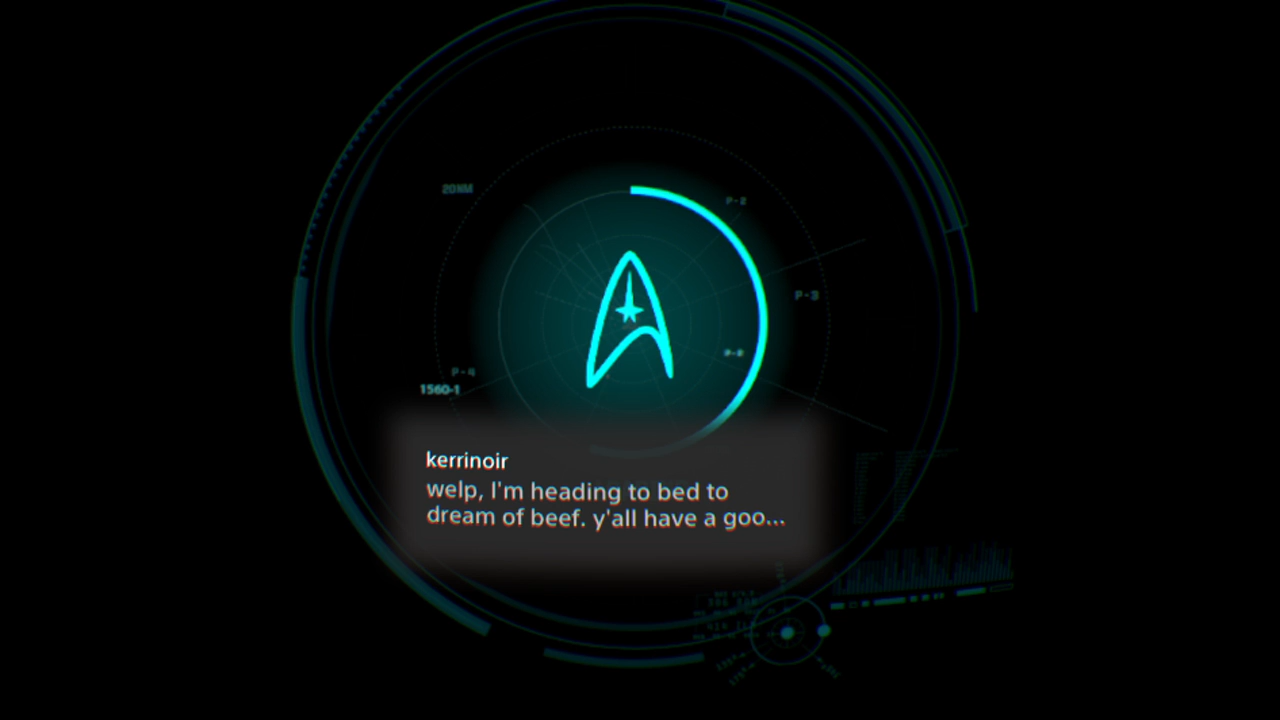 20NM
P-2
P-3
P-4
1560-1
kerrinoir
welp, I'm heading to bed to
dream of beef. y'all have a goo...